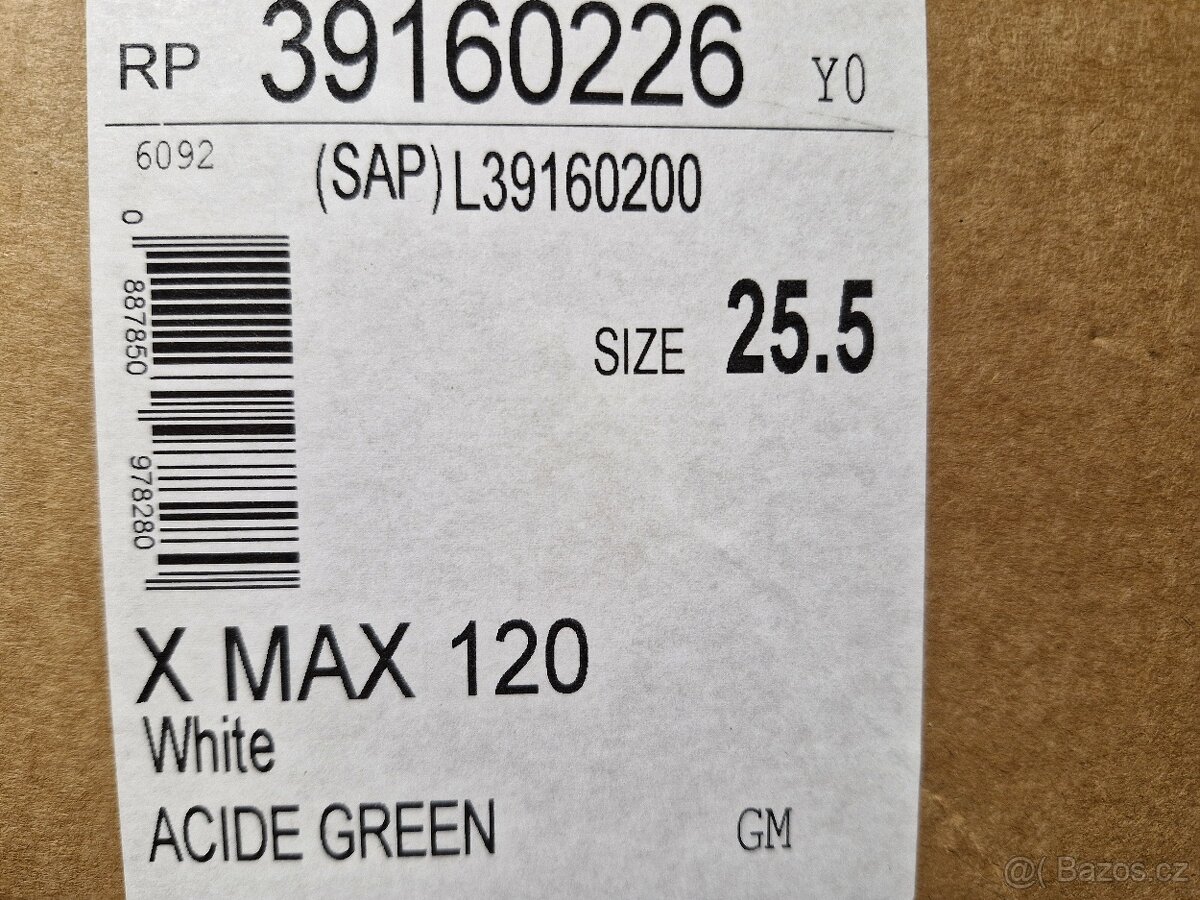 RP 39160226 Y0
6092 (SAP) L39160200
0 887850 978280
SIZE 25.5
X MAX 120
White
ACIDE GREEN GM
@( Bazos.cz